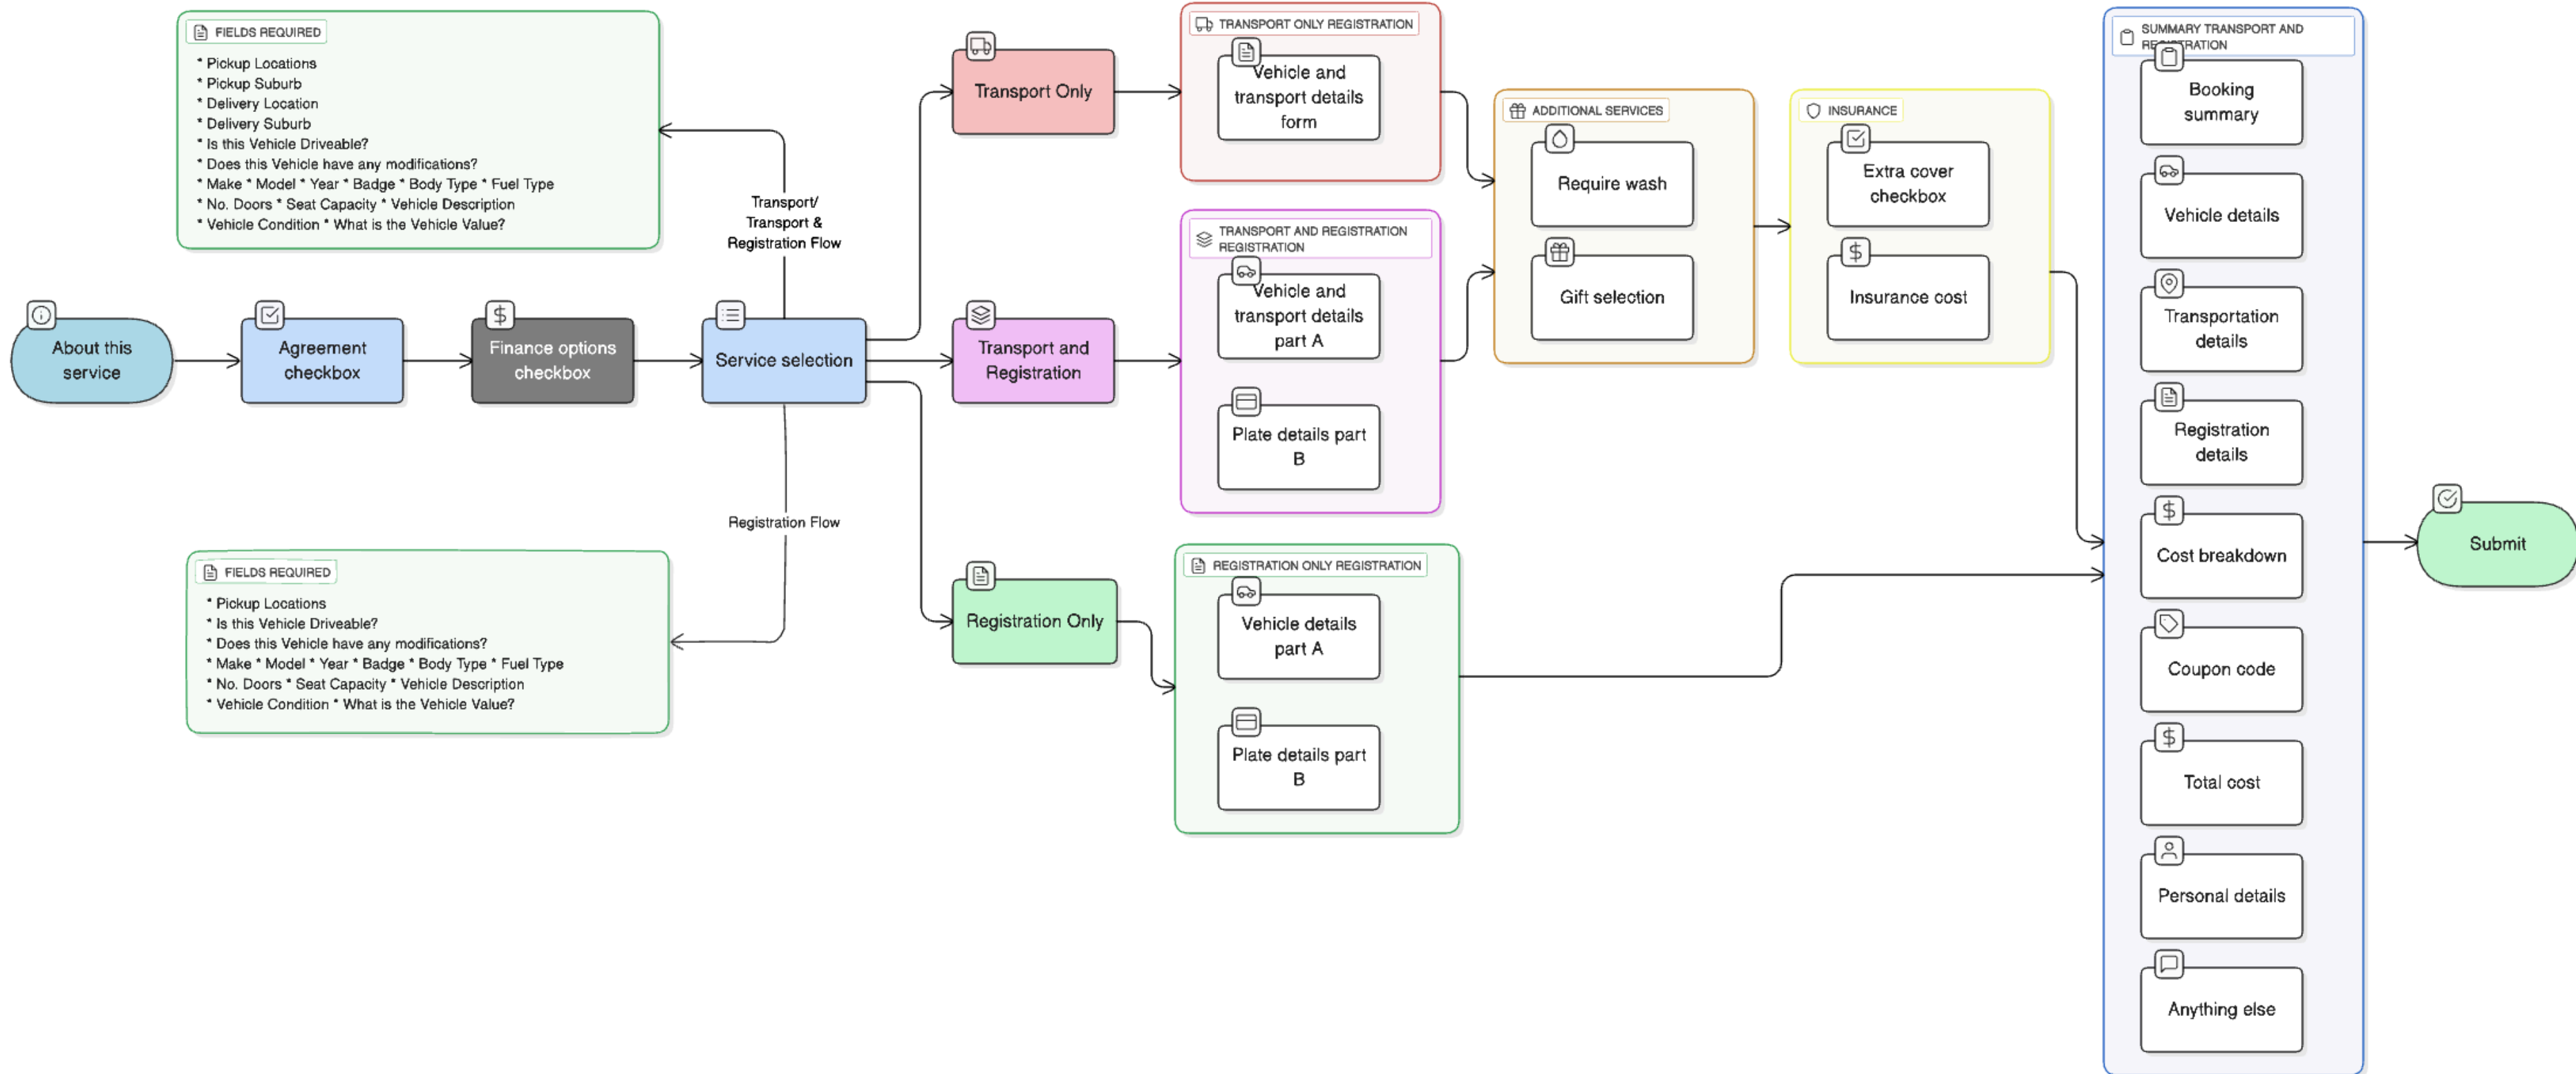 FIELDS REQUIRED
* Pickup Locations
* Pickup Suburb
* Delivery Location
* Delivery Suburb
* Is this Vehicle Driveable?
* Does this Vehicle have any modifications?
* Make * Model * Year * Badge * Body Type * Fuel Type
* No. Doors * Seat Capacity * Vehicle Description
* Vehicle Condition * What is the Vehicle Value?
Transport/
Transport &
Registration Flow
About this
service
Agreement
checkbox
Finance options
checkbox
Service selection
Registration Flow
FIELDS REQUIRED
* Pickup Locations
* Is this Vehicle Driveable?
* Does this Vehicle have any modifications?
* Make * Model * Year * Badge * Body Type * Fuel Type
* No. Doors * Seat Capacity * Vehicle Description
* Vehicle Condition * What is the Vehicle Value?
Transport Only
TRANSPORT ONLY REGISTRATION
Vehicle and
transport details
form
Transport and
Registration
TRANSPORT AND REGISTRATION
REGISTRATION
Vehicle and
transport details
part A
Plate details part
B
Registration Only
REGISTRATION ONLY REGISTRATION
Vehicle details
part A
Plate details part
B
ADDITIONAL SERVICES
Require wash
Gift selection
INSURANCE
Extra cover
checkbox
Insurance cost
SUMMARY TRANSPORT AND
REGISTRATION
Booking
summary
Vehicle details
Transportation
details
Registration
details
Cost breakdown
Coupon code
Total cost
Personal details
Anything else
Submit